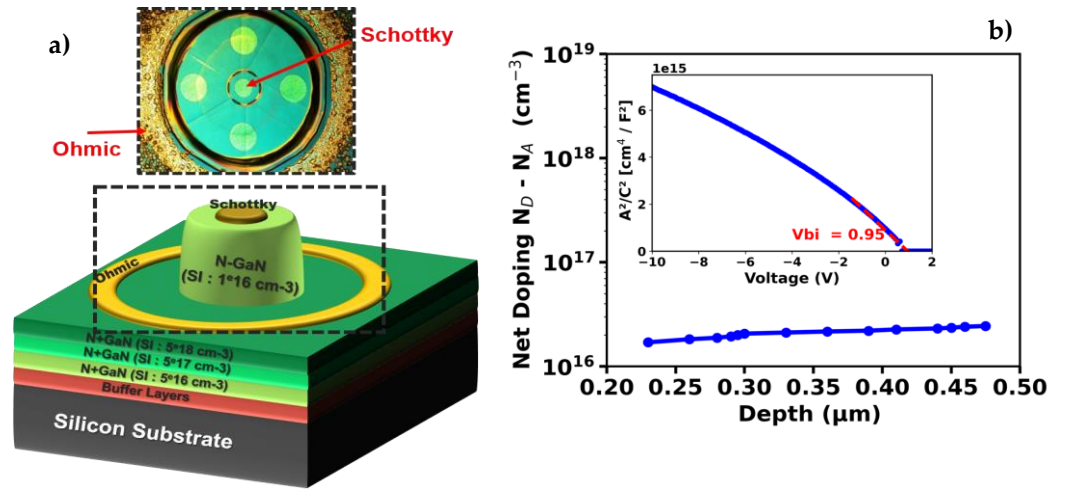 a)
Schottky
Ohmic
Schottky
Ohmic
N-GaN
(SI : 1ᵉ16 cm-3)
N+GaN (SI : 5ᵉ18 cm-3)
N+GaN (SI : 5ᵉ17 cm-3)
N+GaN (SI : 5ᵉ16 cm-3)
Buffer Layers
Silicon Substrate
b)
Net Doping N_D - N_A (cm⁻³)
10¹⁹
10¹⁸
10¹⁷
10¹⁶
0.20 0.25 0.30 0.35 0.40 0.45 0.50
Depth (μm)
1e15
A²/C² [cm⁴ / F²]
6
4
2
0
Vbi = 0.95
−10 −8 −6 −4 −2 0 2
Voltage (V)